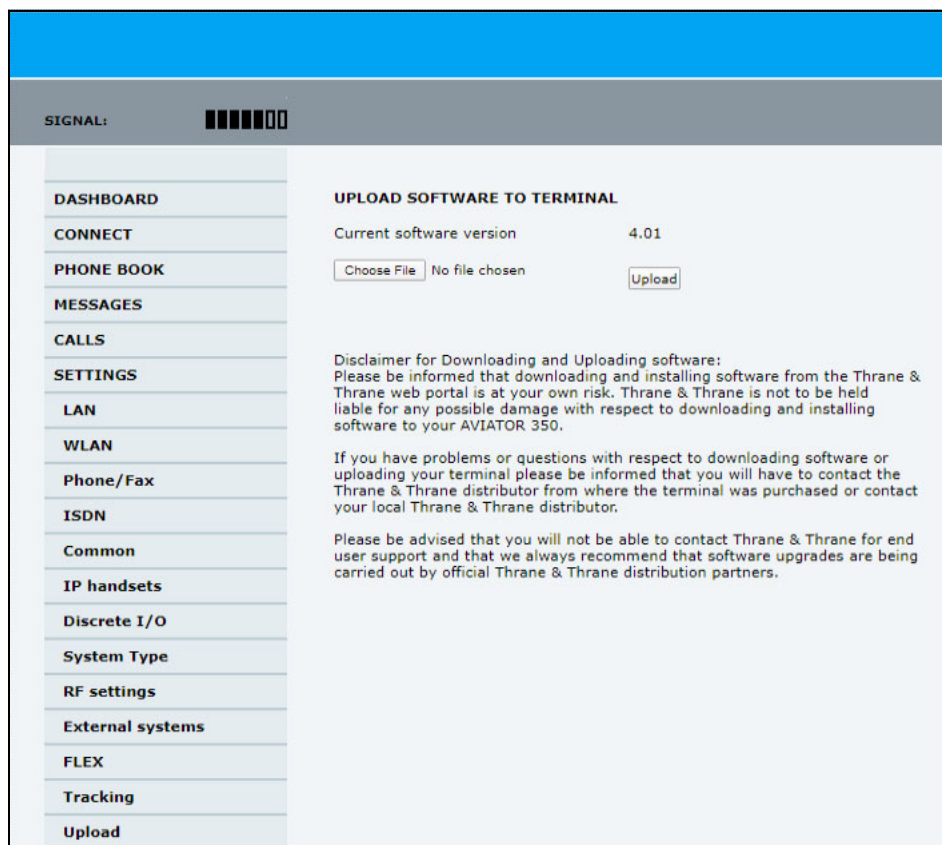 SIGNAL:
DASHBOARD
CONNECT
PHONE BOOK
MESSAGES
CALLS
SETTINGS
LAN
WLAN
Phone/Fax
ISDN
Common
IP handsets
Discrete I/O
System Type
RF settings
External systems
FLEX
Tracking
Upload
UPLOAD SOFTWARE TO TERMINAL
Current software version 4.01
Choose File No file chosen Upload
Disclaimer for Downloading and Uploading software:
Please be informed that downloading and installing software from the Thrane &
Thrane web portal is at your own risk. Thrane & Thrane is not to be held
liable for any possible damage with respect to downloading and installing
software to your AVIATOR 350.
If you have problems or questions with respect to downloading software or
uploading your terminal please be informed that you will have to contact the
Thrane & Thrane distributor from where the terminal was purchased or contact
your local Thrane & Thrane distributor.
Please be advised that you will not be able to contact Thrane & Thrane for end
user support and that we always recommend that software upgrades are being
carried out by official Thrane & Thrane distribution partners.